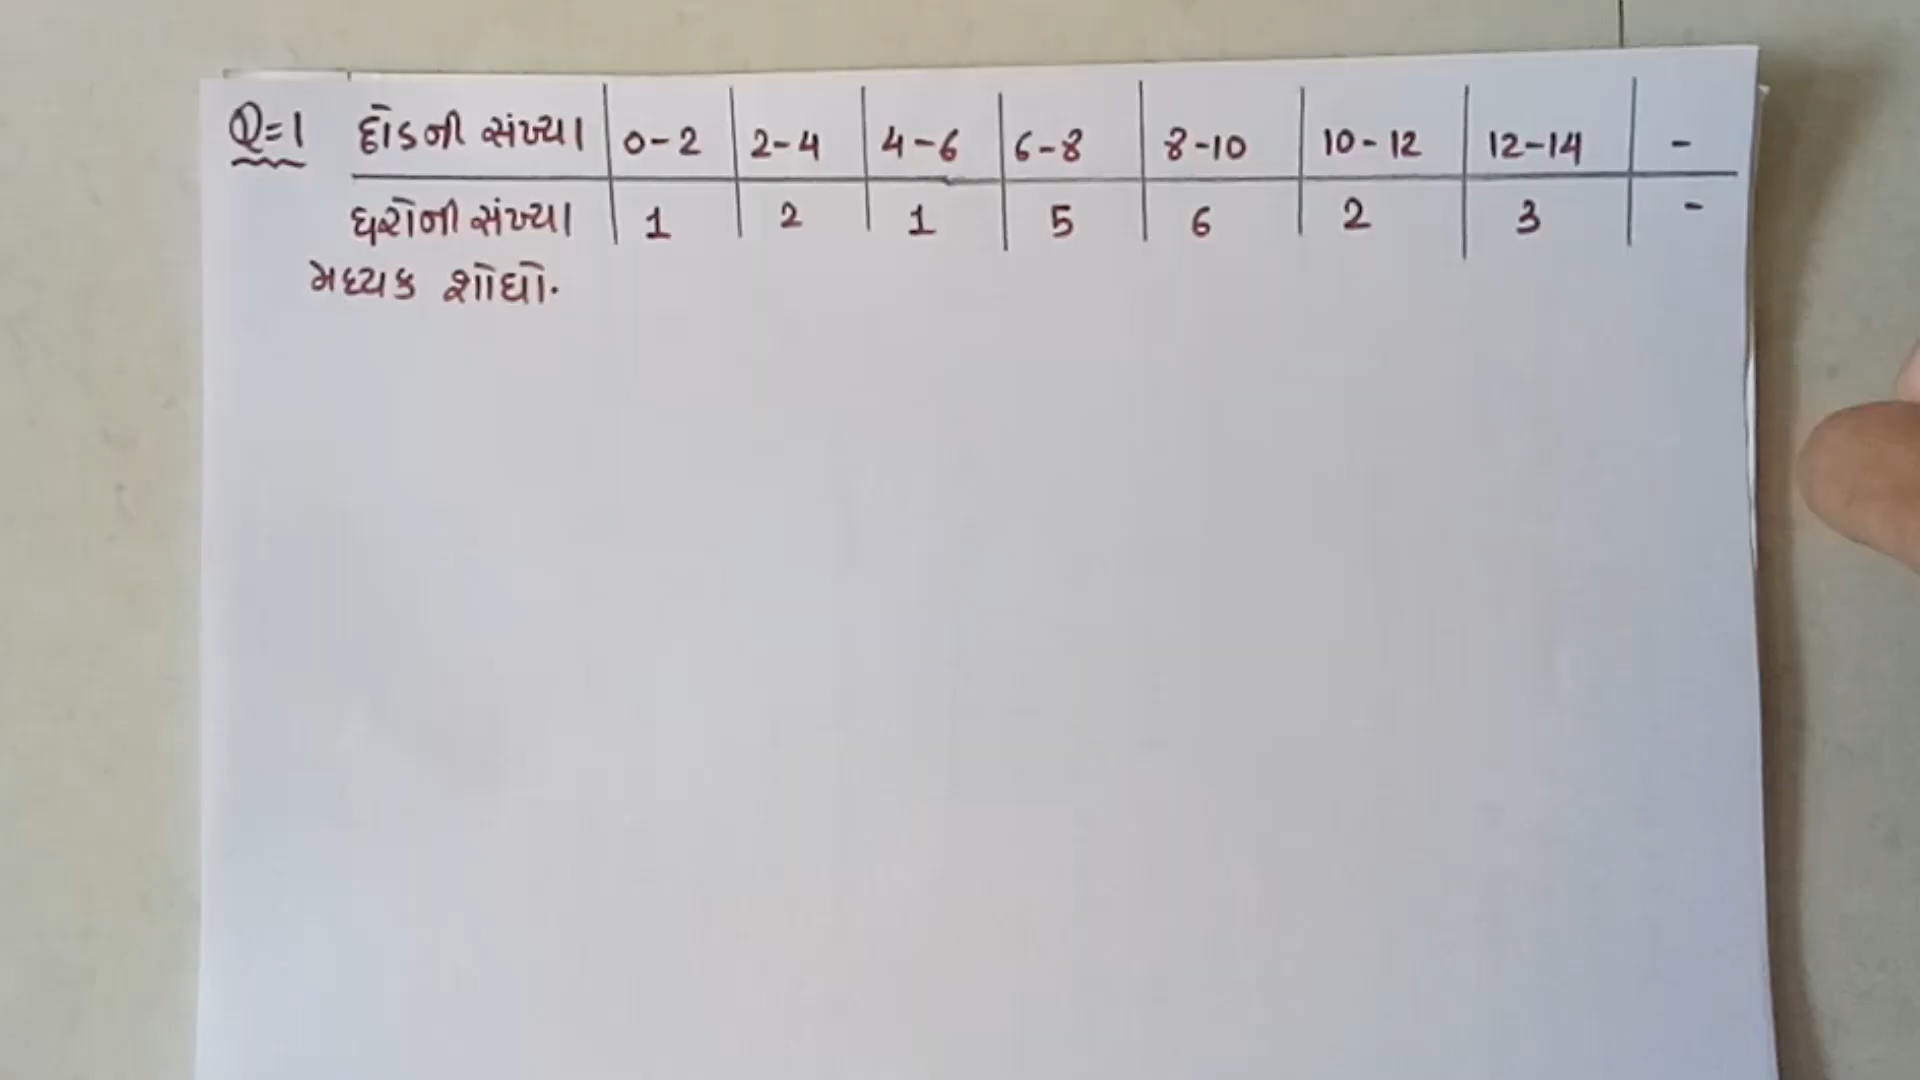 Q=1 છોડની સંખ્યા 0-2 2-4 4-6 6-8 8-10 10-12 12-14 -
ઘરોની સંખ્યા 1 2 1 5 6 2 3 -
મધ્યક શોધો.